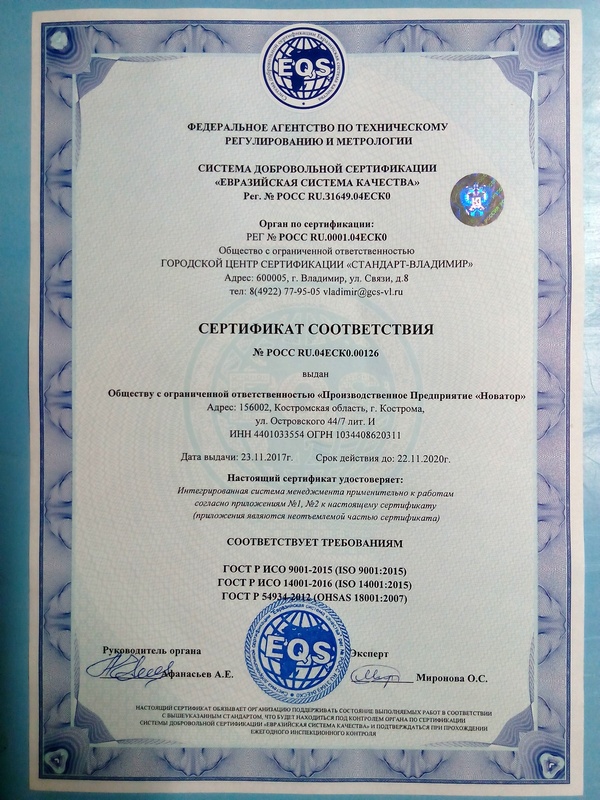 EQS
ФЕДЕРАЛЬНОЕ АГЕНТСТВО ПО ТЕХНИЧЕСКОМУ
РЕГУЛИРОВАНИЮ И МЕТРОЛОГИИ
СИСТЕМА ДОБРОВОЛЬНОЙ СЕРТИФИКАЦИИ
«ЕВРАЗИЙСКАЯ СИСТЕМА КАЧЕСТВА»
Рег. № РОСС RU.31649.04ЕСК0
Орган по сертификации:
РЕГ № РОСС RU.0001.04ЕСК0
Общество с ограниченной ответственностью
ГОРОДСКОЙ ЦЕНТР СЕРТИФИКАЦИИ «СТАНДАРТ-ВЛАДИМИР»
Адрес: 600005, г. Владимир, ул. Связи, д.8
тел: 8(4922) 77-95-05 vladimir@gcs-vl.ru
СЕРТИФИКАТ СООТВЕТСТВИЯ
№ РОСС RU.04ЕСК0.00126
выдан
Обществу с ограниченной ответственностью «Производственное Предприятие «Новатор»
Адрес: 156002, Костромская область, г. Кострома,
ул. Островского 44/7 лит. И
ИНН 4401033554 ОГРН 1034408620311
Дата выдачи: 23.11.2017г. Срок действия до: 22.11.2020г.
Настоящий сертификат удостоверяет:
Интегрированная система менеджмента применительно к работам
согласно приложениям №1, №2 к настоящему сертификату
(приложения являются неотъемлемой частью сертификата)
СООТВЕТСТВУЕТ ТРЕБОВАНИЯМ
ГОСТ Р ИСО 9001-2015 (ISO 9001:2015)
ГОСТ Р ИСО 14001-2016 (ISO 14001:2015)
ГОСТ Р 54934-2012 (OHSAS 18001:2007)
EQS
Руководитель органа Эксперт
Афанасьев А.Е. Миронова О.С.
НАСТОЯЩИЙ СЕРТИФИКАТ ОБЯЗЫВАЕТ ОРГАНИЗАЦИЮ ПОДДЕРЖИВАТЬ СОСТОЯНИЕ ВЫПОЛНЯЕМЫХ РАБОТ В СООТВЕТСТВИИ
С ВЫШЕУКАЗАННЫМ СТАНДАРТОМ, ЧТО БУДЕТ НАХОДИТЬСЯ ПОД КОНТРОЛЕМ ОРГАНА ПО СЕРТИФИКАЦИИ
СИСТЕМЫ ДОБРОВОЛЬНОЙ СЕРТИФИКАЦИИ «ЕВРАЗИЙСКАЯ СИСТЕМА КАЧЕСТВА» И ПОДТВЕРЖДАТЬСЯ ПРИ ПРОХОЖДЕНИИ
ЕЖЕГОДНОГО ИНСПЕКЦИОННОГО КОНТРОЛЯ